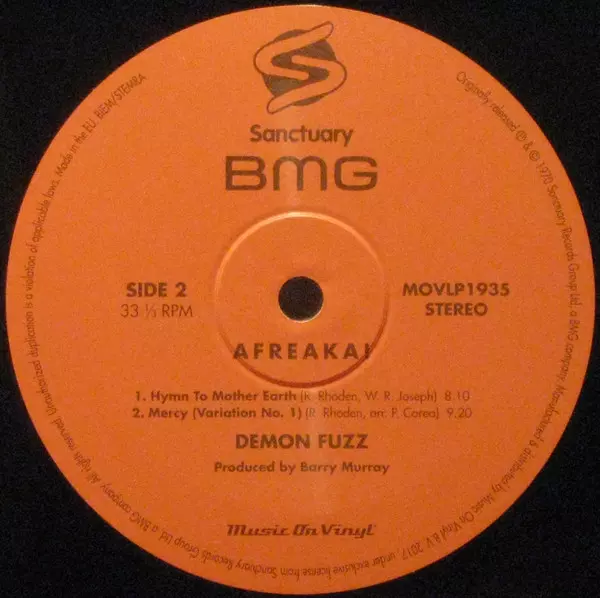 Sanctuary
BMG
SIDE 2
33 ⅓ RPM
MOVLP1935
STEREO
AFREAKA!
1. Hymn To Mother Earth (R. Rhoden, W. R. Joseph) 8.10
2. Mercy (Variation No. 1) (R. Rhoden, arr. P. Corea) 9.20
DEMON FUZZ
Produced by Barry Murray
Music On Vinyl
Originally released ℗ & © 1970 Sanctuary Records Group Ltd. a BMG company. Manufactured & distributed by Music On Vinyl B.V. 2017, under exclusive license from Sanctuary Records Group Ltd. a BMG company. All rights reserved. Unauthorized duplication is a violation of applicable laws. Made in the EU. BIEM/STEMRA